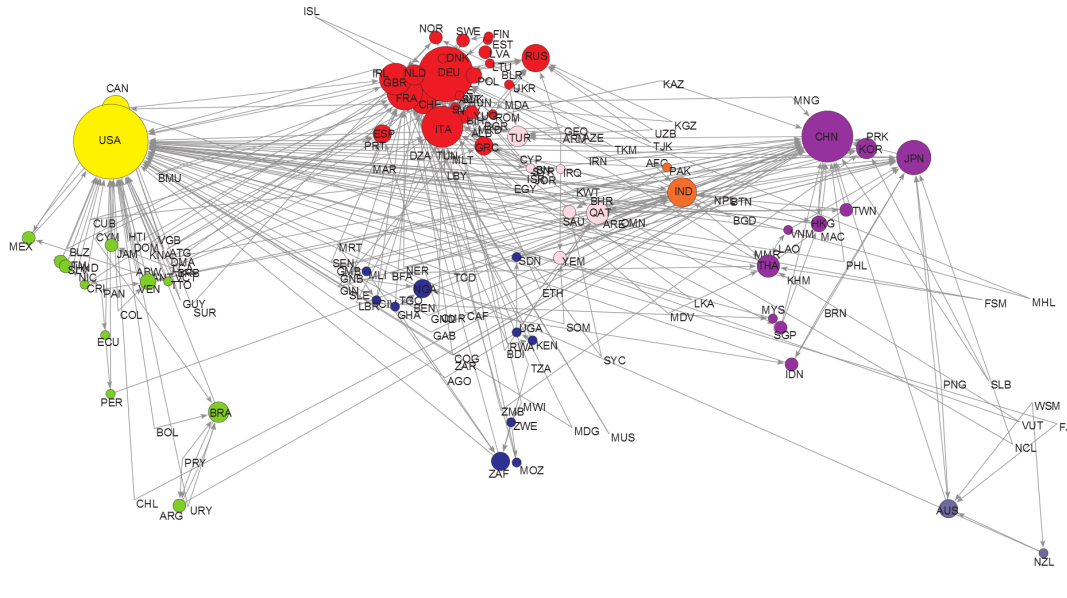 ISL
NOR
SWE
FIN
EST
LVA
DNK
RUS
IRL
NLD
DEU
LTU
BLR
POL
UKR
GBR
CAN
FRA
CHE
KAZ
MNG
MDA
ROM
USA
ESP
ITA
TUR
GEO
ARM
AZE
UZB
KGZ
CHN
PRK
KOR
JPN
PRT
GRC
TKM
TJK
DZA
TUN
MLT
CYP
IRN
AFG
PAK
MAR
LBY
IRQ
JOR
BMU
EGY
KWT
BHR
IND
NPL
BTN
SAU
QAT
ARE
OMN
BGD
TWN
HKG
MAC
VNM
LAO
MEX
CUB
CYM
HTI
DOM
JAM
VGB
KNA
ATG
DMA
BLZ
NIC
CRI
PAN
VEN
TTO
GUY
SUR
COL
MRT
SEN
GMB
GNB
GIN
MLI
BFA
NER
SLE
LBR
GHA
NGA
BEN
TCD
SDN
YEM
ETH
CMR
CAF
GAB
THA
KHM
PHL
LKA
MDV
BRN
MYS
SGP
FSM
MHL
ECU
UGA
RWA
KEN
BDI
SOM
SYC
COG
ZAR
AGO
TZA
IDN
PNG
SLB
PER
BRA
BOL
ZMB
MWI
ZWE
MDG
MUS
WSM
VUT
NCL
PRY
ZAF
MOZ
CHL
ARG
URY
AUS
NZL